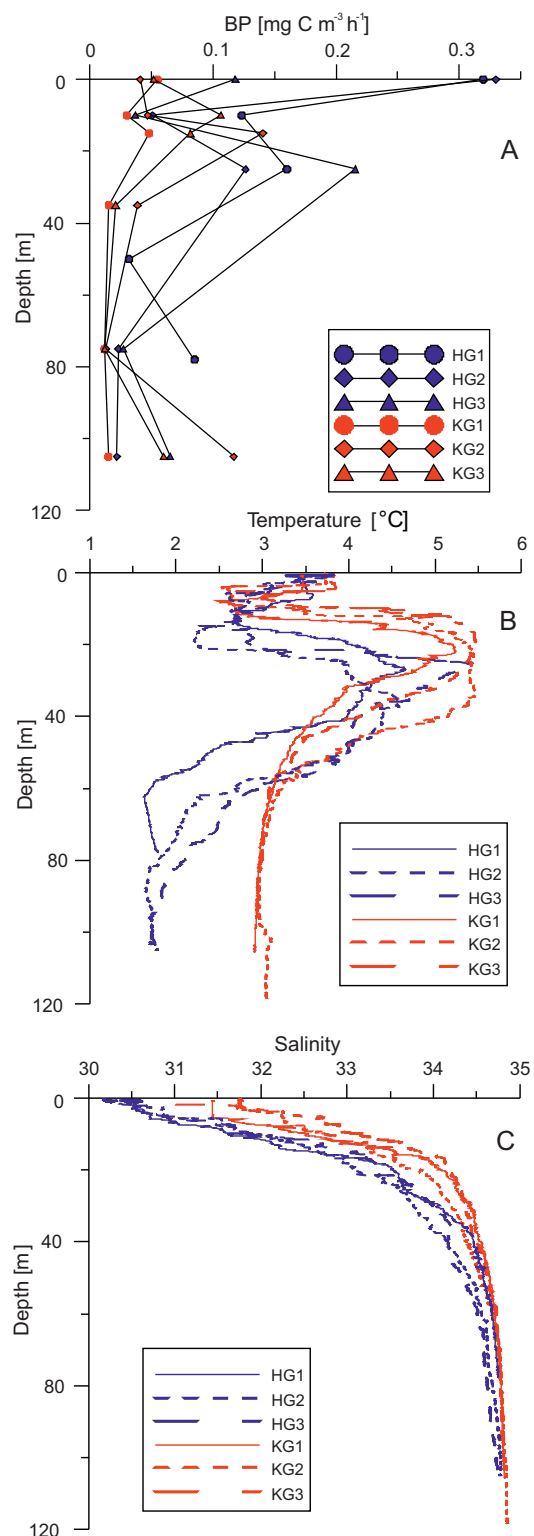 BP [mg C m⁻³ h⁻¹]
0 0.1 0.2 0.3
0
40
80
120
Depth [m]
A
HG1
HG2
HG3
KG1
KG2
KG3
Temperature [°C]
1 2 3 4 5 6
0
40
80
120
Depth [m]
B
HG1
HG2
HG3
KG1
KG2
KG3
Salinity
30 31 32 33 34 35
0
40
80
120
Depth [m]
C
HG1
HG2
HG3
KG1
KG2
KG3